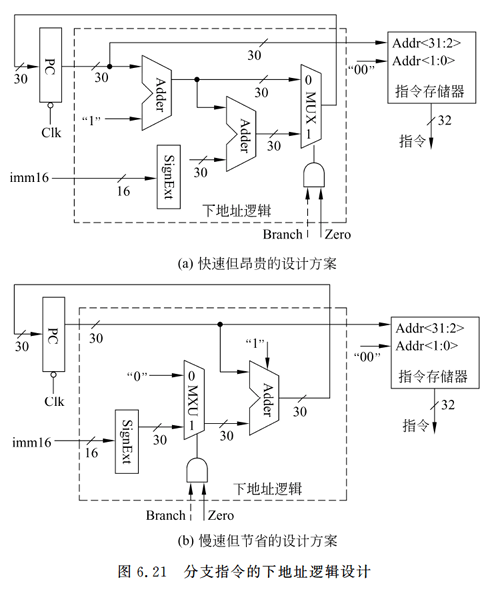 30
PC
30
Clk
"1"
Adder
30
Adder
30
30
0
MUX
1
30
"00"
Addr<31:2>
Addr<1:0>
指令存储器
32
指令
imm16
16
SignExt
30
下地址逻辑
Branch
Zero
(a) 快速但昂贵的设计方案
30
PC
30
Clk
"0"
0
MXU
1
"1"
Adder
30
"00"
Addr<31:2>
Addr<1:0>
指令存储器
32
指令
imm16
16
SignExt
30
30
下地址逻辑
Branch
Zero
(b) 慢速但节省的设计方案
图 6.21 分支指令的下地址逻辑设计